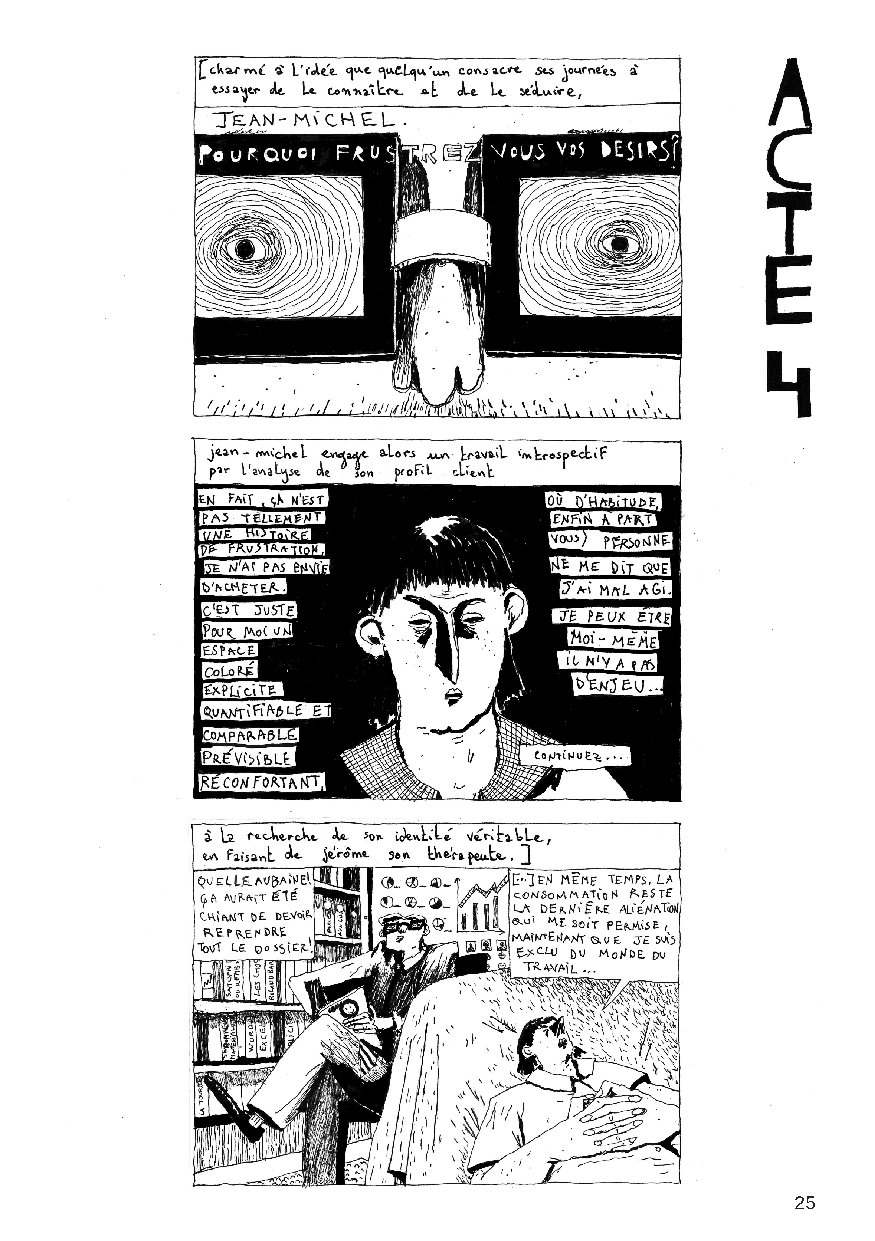 ACTE 4
[charmé à l'idée que quelqu'un consacre ses journées à
essayer de le connaître et de le séduire,
JEAN-MICHEL.
POURQUOI FRUSTREZ VOUS VOS DESIRS?
jean-michel engage alors un travail introspectif
par l'analyse de son profil client
EN FAIT, ÇA N'EST
PAS TELLEMENT
UNE HISTOIRE
DE FRUSTRATION,
JE N'AI PAS ENVIE
D'ACHETER.
C'EST JUSTE
POUR MOI UN
ESPACE
COLORÉ
EXPLICITE
QUANTIFIABLE ET
COMPARABLE
PRÉVISIBLE
RÉCONFORTANT,
OÙ D'HABITUDE,
ENFIN A PART
VOUS) PERSONNE
NE ME DIT QUE
J'AI MAL AGI.
JE PEUX ÊTRE
MOI-MÊME
IL N'Y A PAS
D'ENJEU...
CONTINUEZ...
à la recherche de son identité véritable,
en faisant de jérôme son thérapeute.]
QUELLE AUBAINE!
ÇA AURAIT ÉTÉ
CHIANT DE DEVOIR
REPRENDRE
TOUT LE DOSSIER!
[...] EN MÊME TEMPS, LA
CONSOMMATION RESTE
LA DERNIÈRE ALIÉNATION
QUI ME SOIT PERMISE,
MAINTENANT QUE JE SUIS
EXCLU DU MONDE DU
TRAVAIL...
25